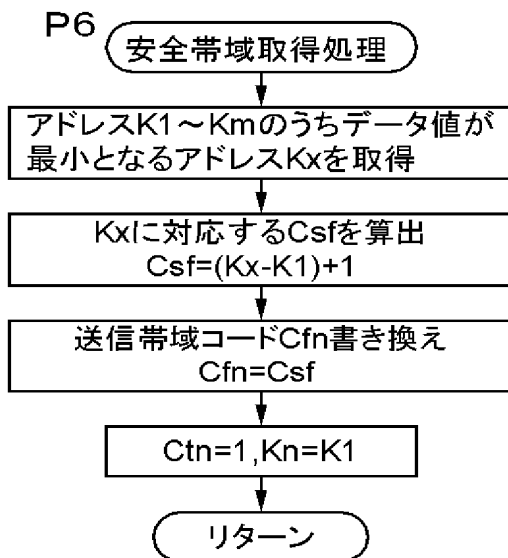 P6
安全帯域取得処理
アドレスK1～Kmのうちデータ値が
最小となるアドレスKxを取得
Kxに対応するCsfを算出
Csf=(Kx-K1)+1
送信帯域コードCfn書き換え
Cfn=Csf
Ctn=1,Kn=K1
リターン